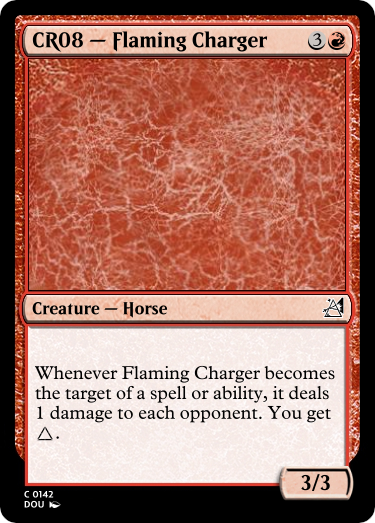 CR08 — Flaming Charger 3
Creature — Horse
Whenever Flaming Charger becomes
the target of a spell or ability, it deals
1 damage to each opponent. You get
△.
3/3
C 0142
DOU